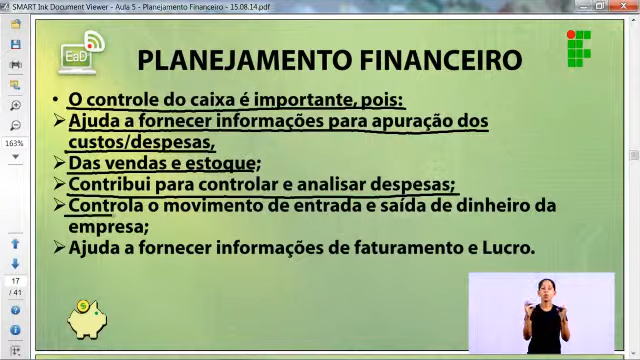 SMART Ink Document Viewer - Aula 5 - Planejamento Financeiro - 15.08.14.pdf
EaD
PLANEJAMENTO FINANCEIRO
• O controle do caixa é importante, pois:
➢Ajuda a fornecer informações para apuração dos
custos/despesas,
➢Das vendas e estoque;
➢Contribui para controlar e analisar despesas;
➢Controla o movimento de entrada e saída de dinheiro da
empresa;
➢Ajuda a fornecer informações de faturamento e Lucro.
163%
17
/ 41